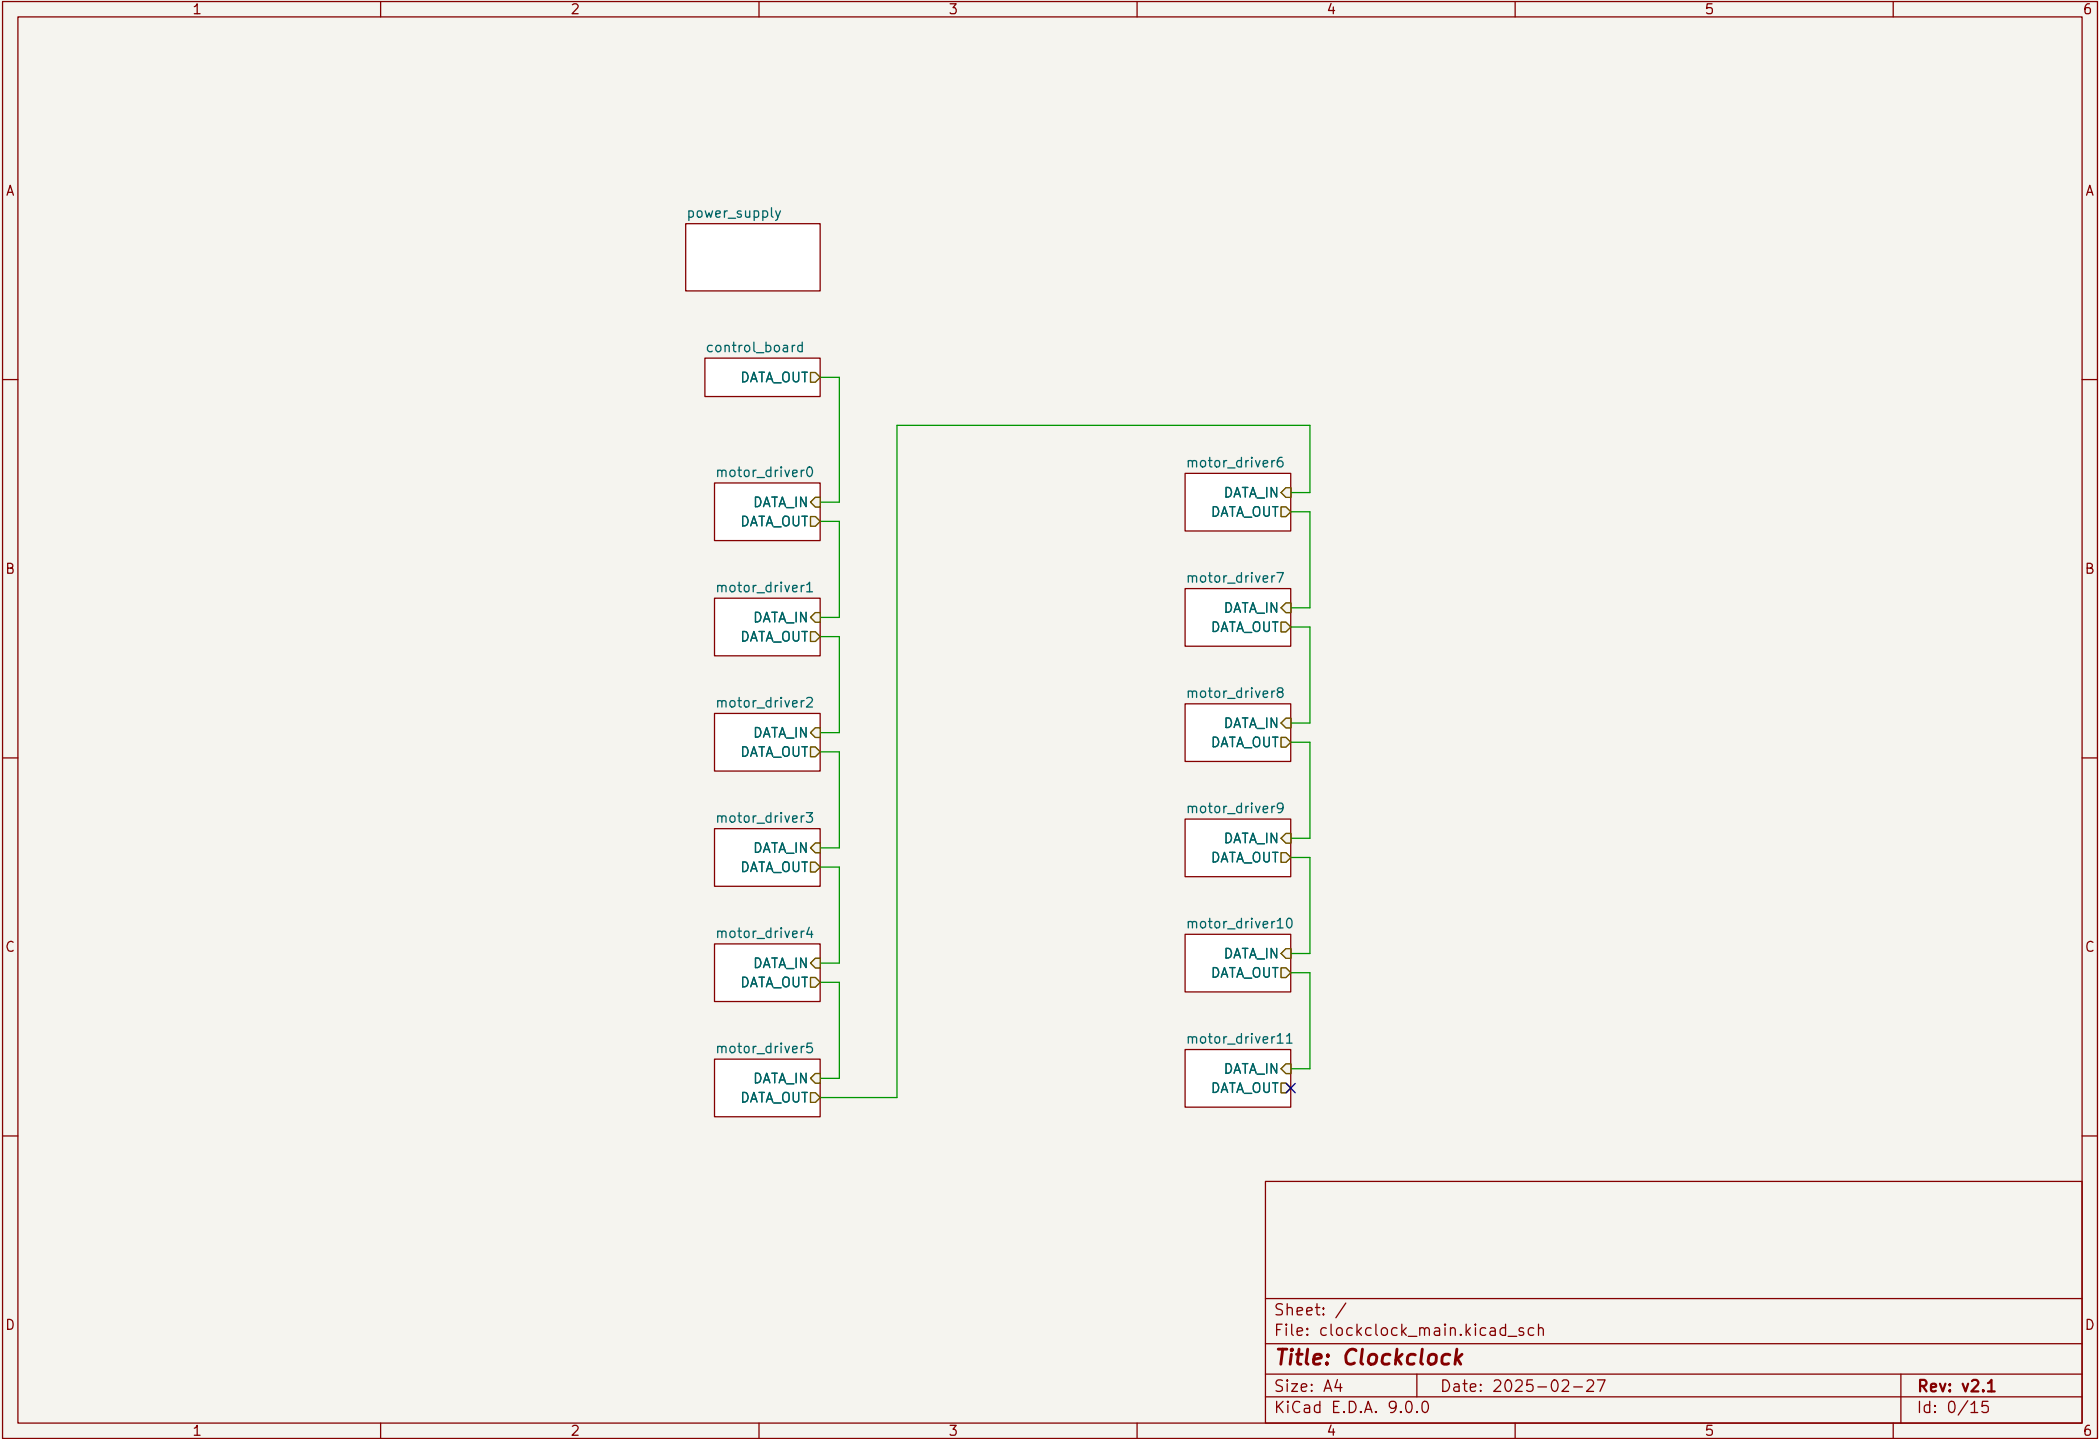 1 2 3 4 5 6
A A
power_supply
control_board
DATA_OUT
motor_driver0
DATA_IN
DATA_OUT
motor_driver1
DATA_IN
DATA_OUT
motor_driver2
DATA_IN
DATA_OUT
motor_driver3
DATA_IN
DATA_OUT
motor_driver4
DATA_IN
DATA_OUT
motor_driver5
DATA_IN
DATA_OUT
motor_driver6
DATA_IN
DATA_OUT
motor_driver7
DATA_IN
DATA_OUT
motor_driver8
DATA_IN
DATA_OUT
motor_driver9
DATA_IN
DATA_OUT
motor_driver10
DATA_IN
DATA_OUT
motor_driver11
DATA_IN
DATA_OUT
B B
C C
D D
Sheet: /
File: clockclock_main.kicad_sch
Title: Clockclock
Size: A4 Date: 2025-02-27 Rev: v2.1
KiCad E.D.A. 9.0.0 Id: 0/15
1 2 3 4 5 6